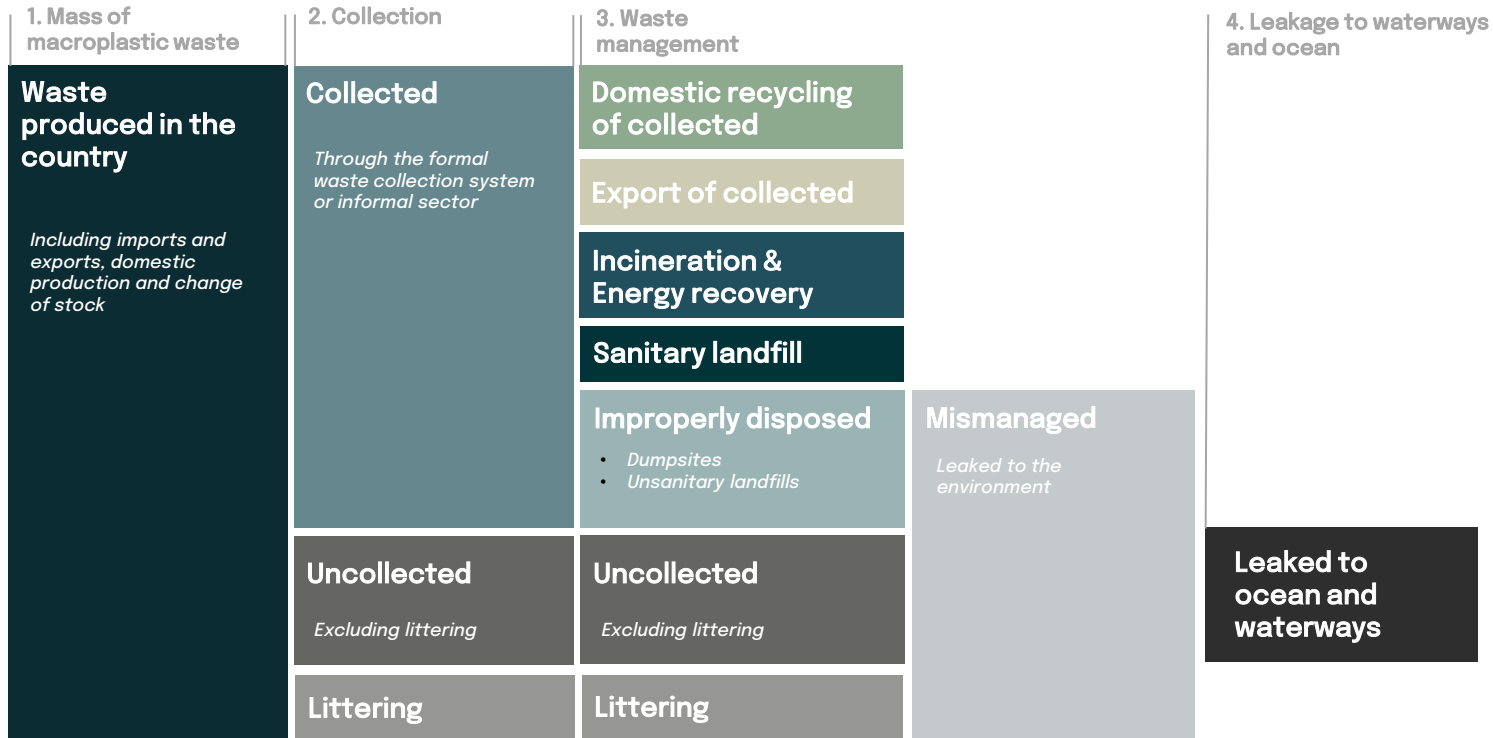 1. Mass of
macroplastic waste
2. Collection
3. Waste
management
4. Leakage to waterways
and ocean
Waste
produced in the
country
Including imports and
exports, domestic
production and change
of stock
Collected
Through the formal
waste collection system
or informal sector
Uncollected
Excluding littering
Littering
Domestic recycling
of collected
Export of collected
Incineration &
Energy recovery
Sanitary landfill
Improperly disposed
• Dumpsites
• Unsanitary landfills
Uncollected
Excluding littering
Littering
Mismanaged
Leaked to the
environment
Leaked to
ocean and
waterways